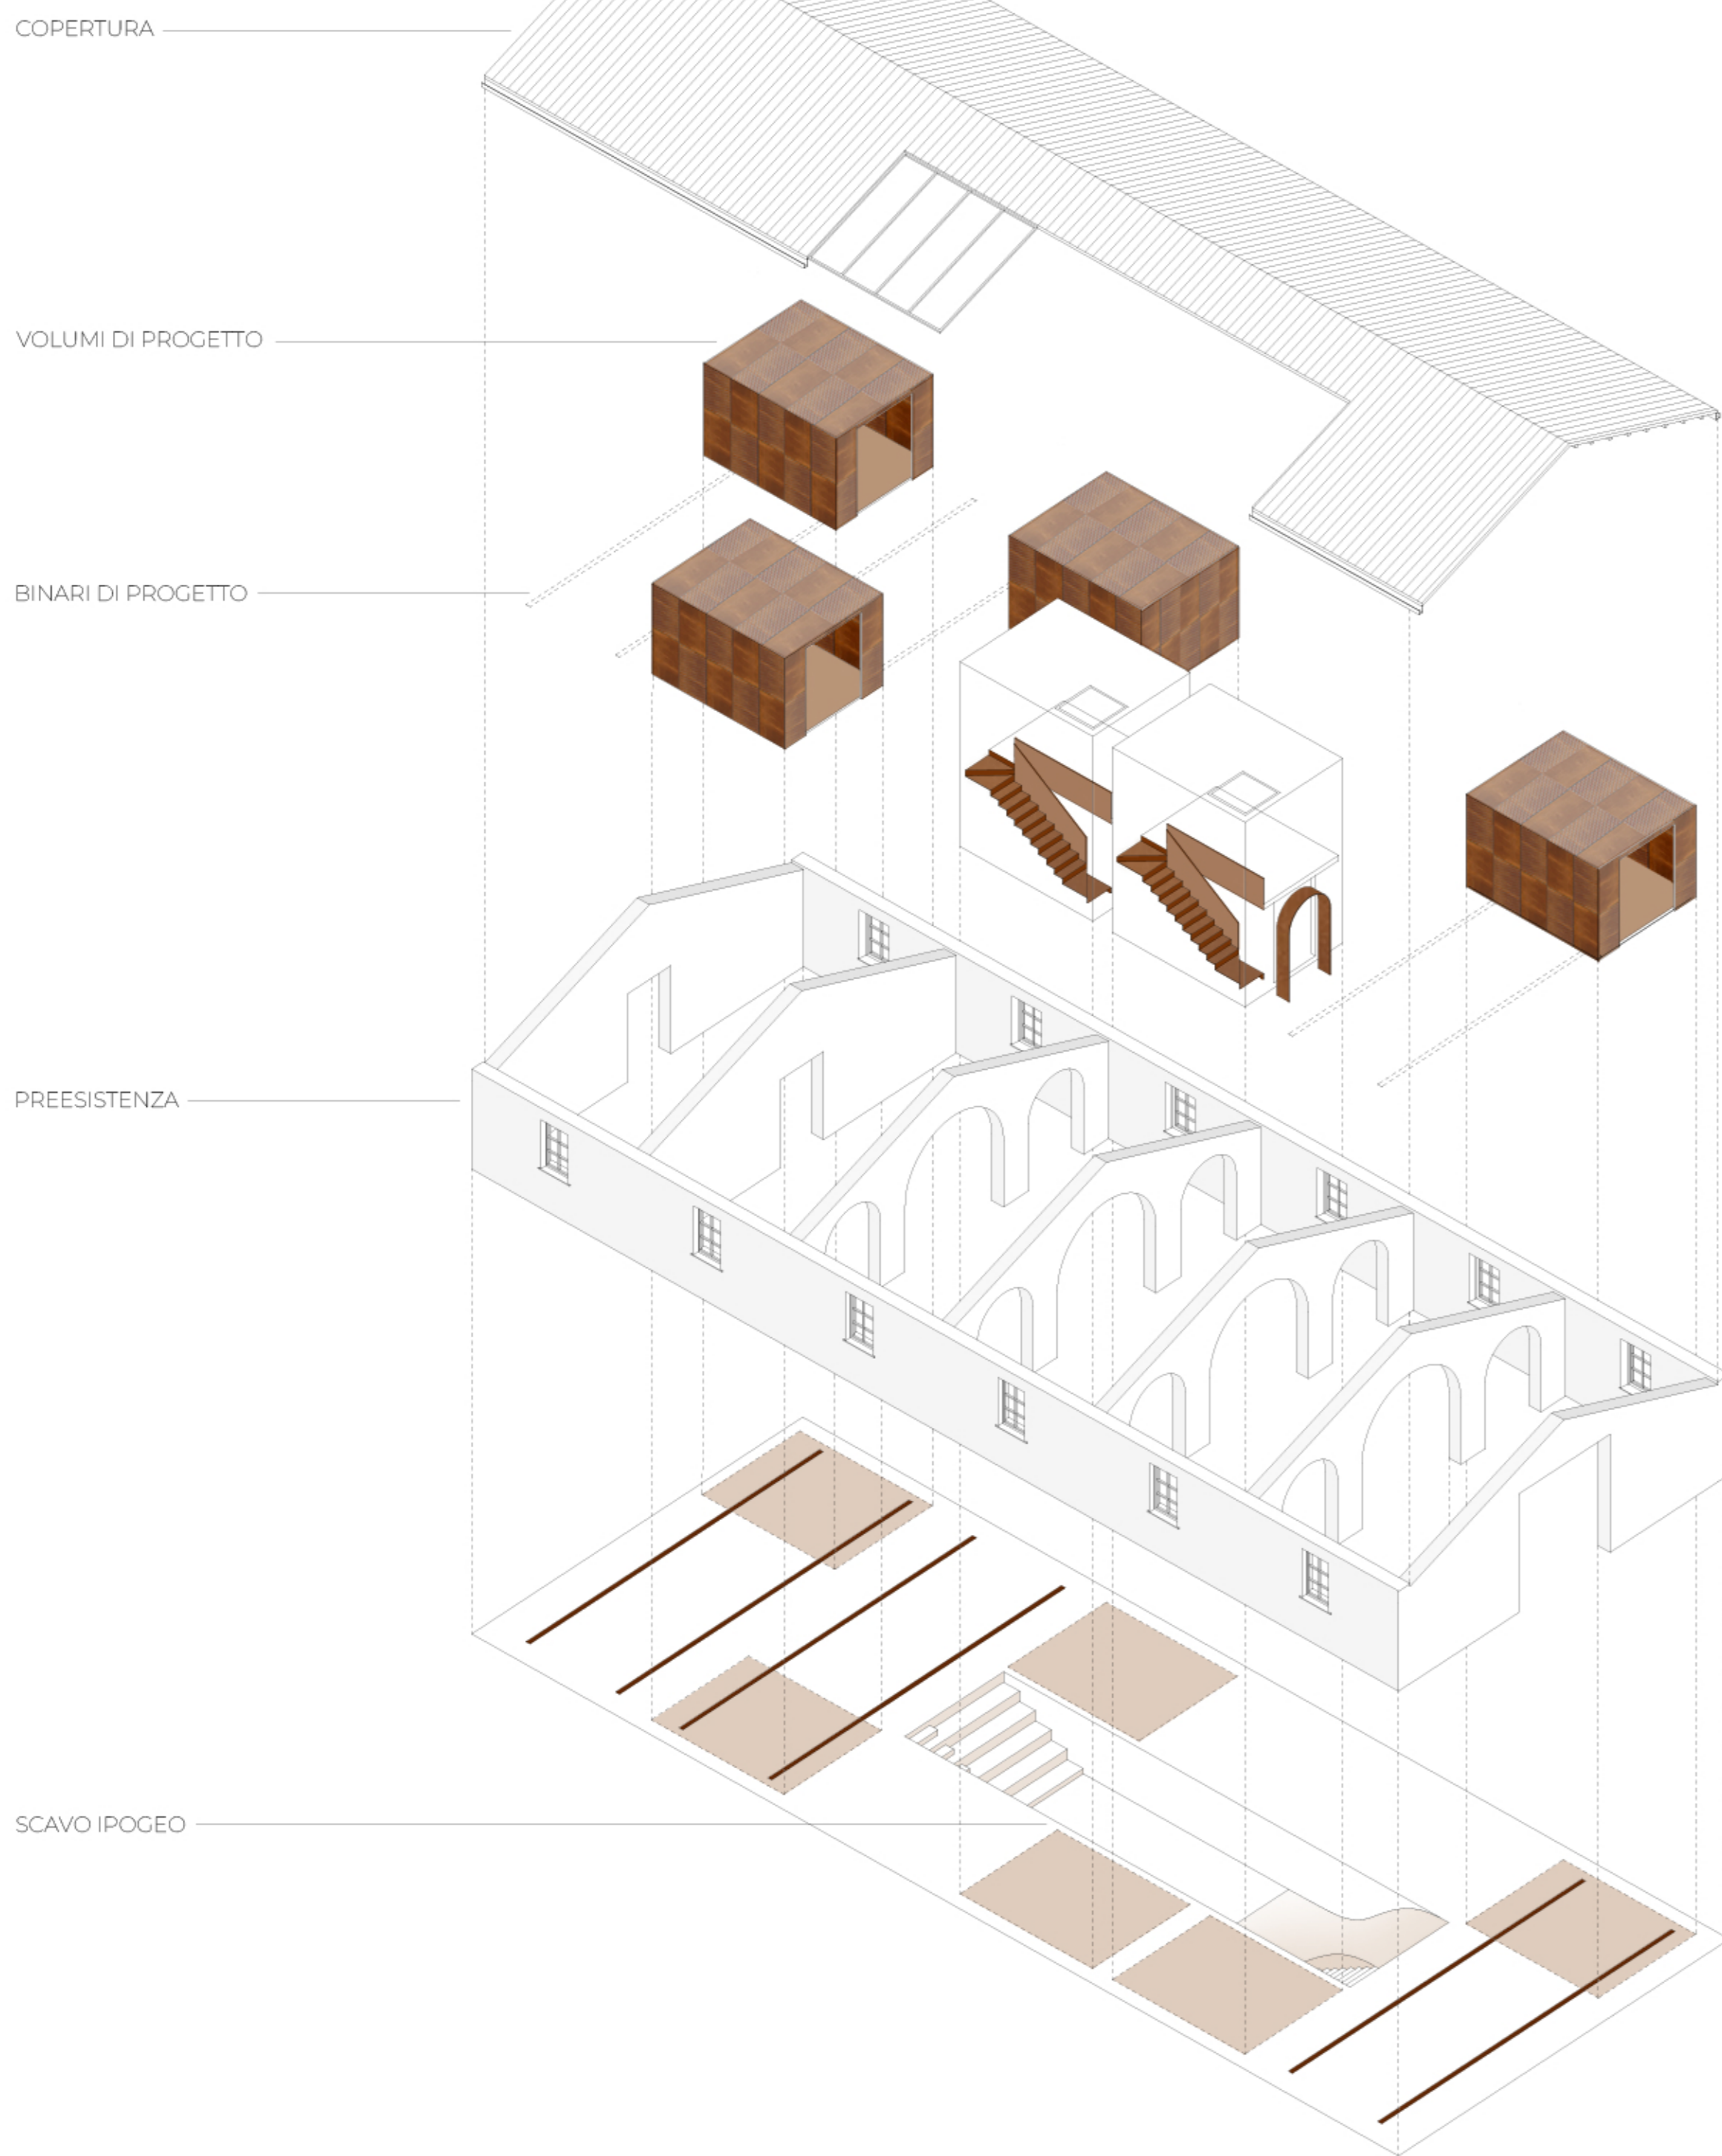 COPERTURA
VOLUMI DI PROGETTO
BINARI DI PROGETTO
PREESISTENZA
SCAVO IPOGEO